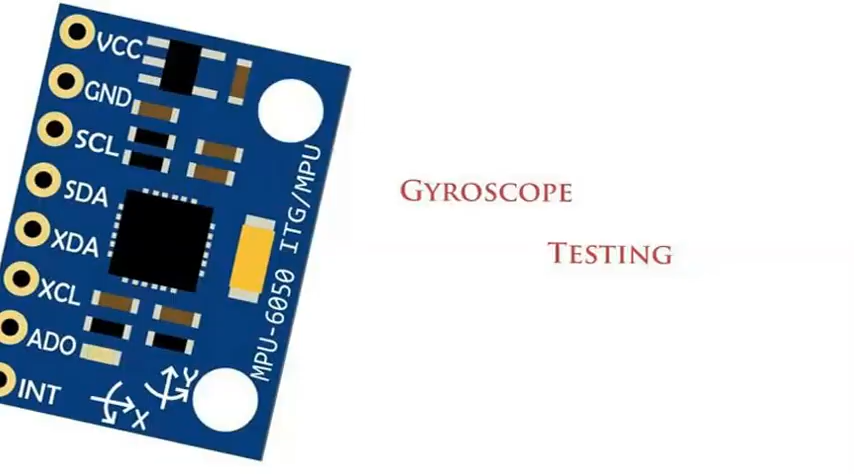 VCC
GND
SCL
SDA
XDA
XCL
ADO
INT
MPU-6050 ITG/MPU
Y
X
GYROSCOPE
TESTING